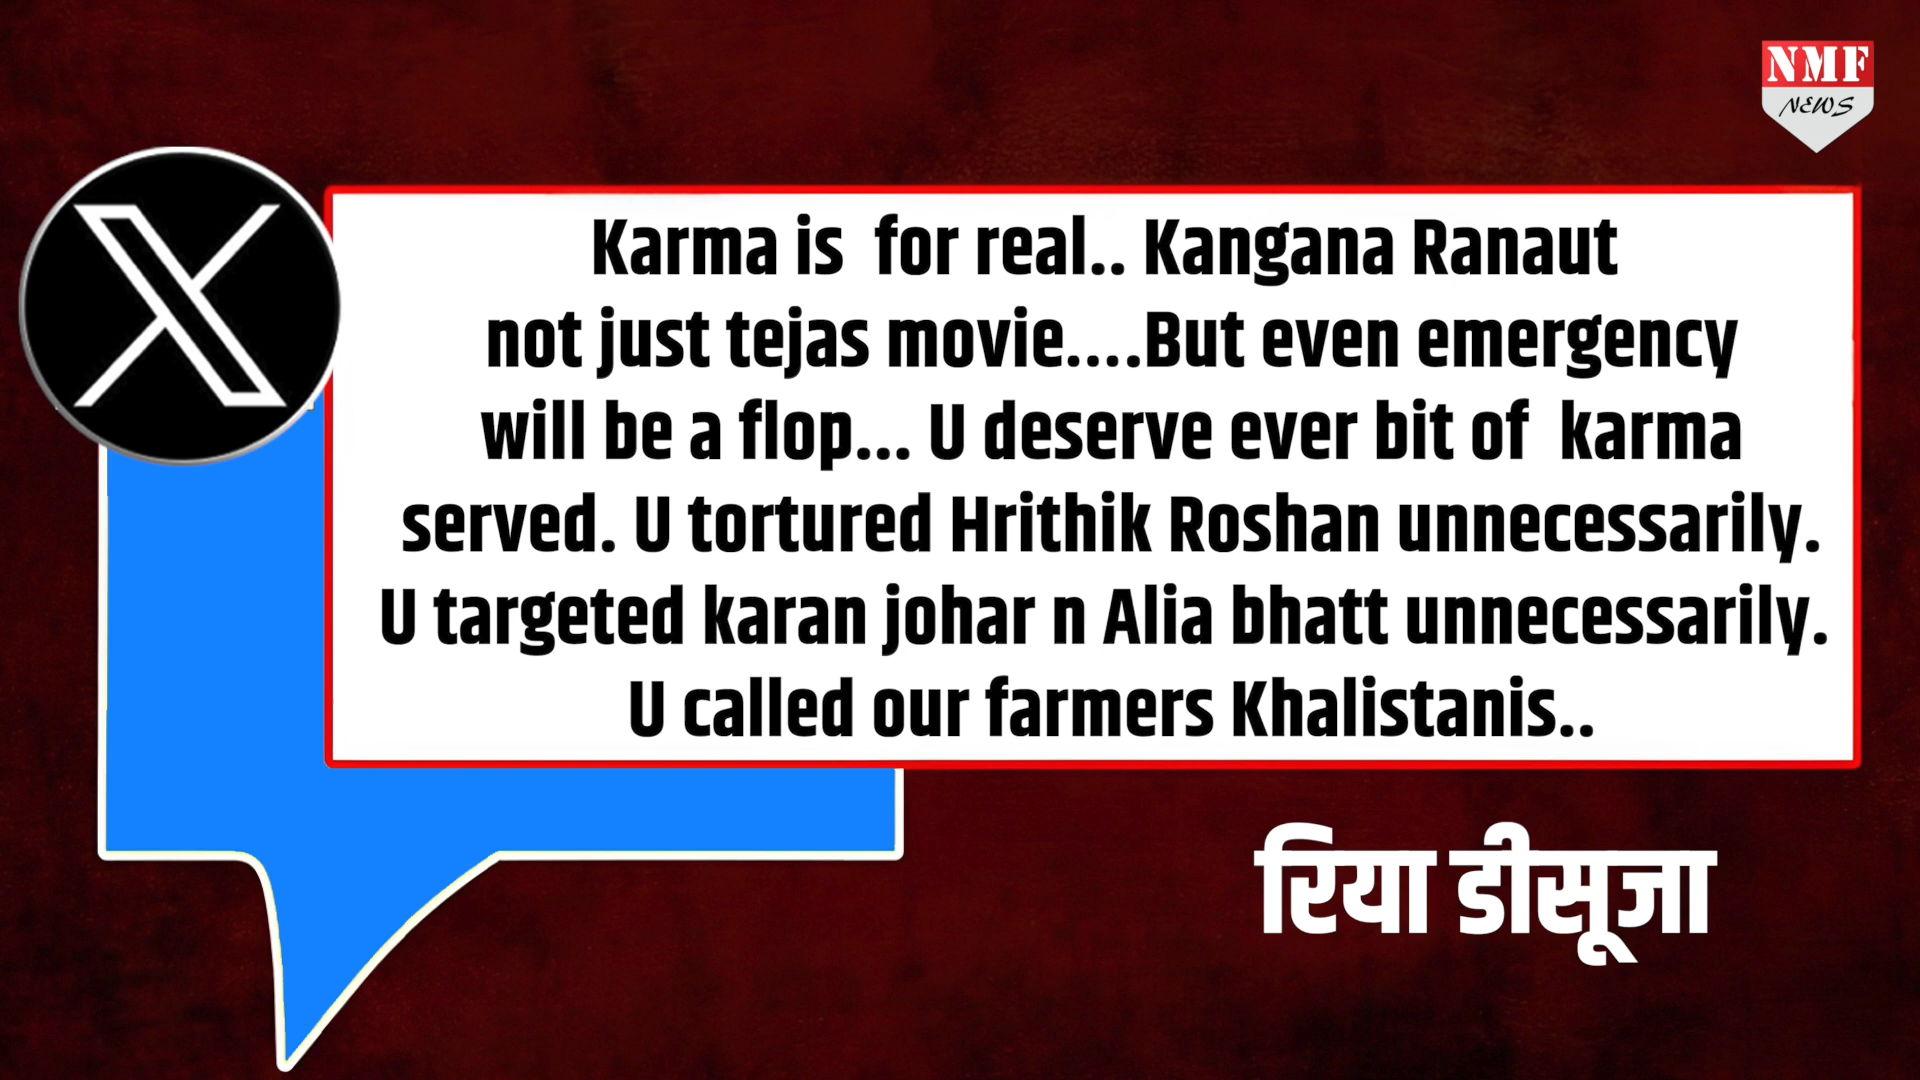 NMF
NEWS
Karma is for real.. Kangana Ranaut
not just tejas movie....But even emergency
will be a flop... U deserve ever bit of karma
served. U tortured Hrithik Roshan unnecessarily.
U targeted karan johar n Alia bhatt unnecessarily.
U called our farmers Khalistanis..
रिया डीसूजा